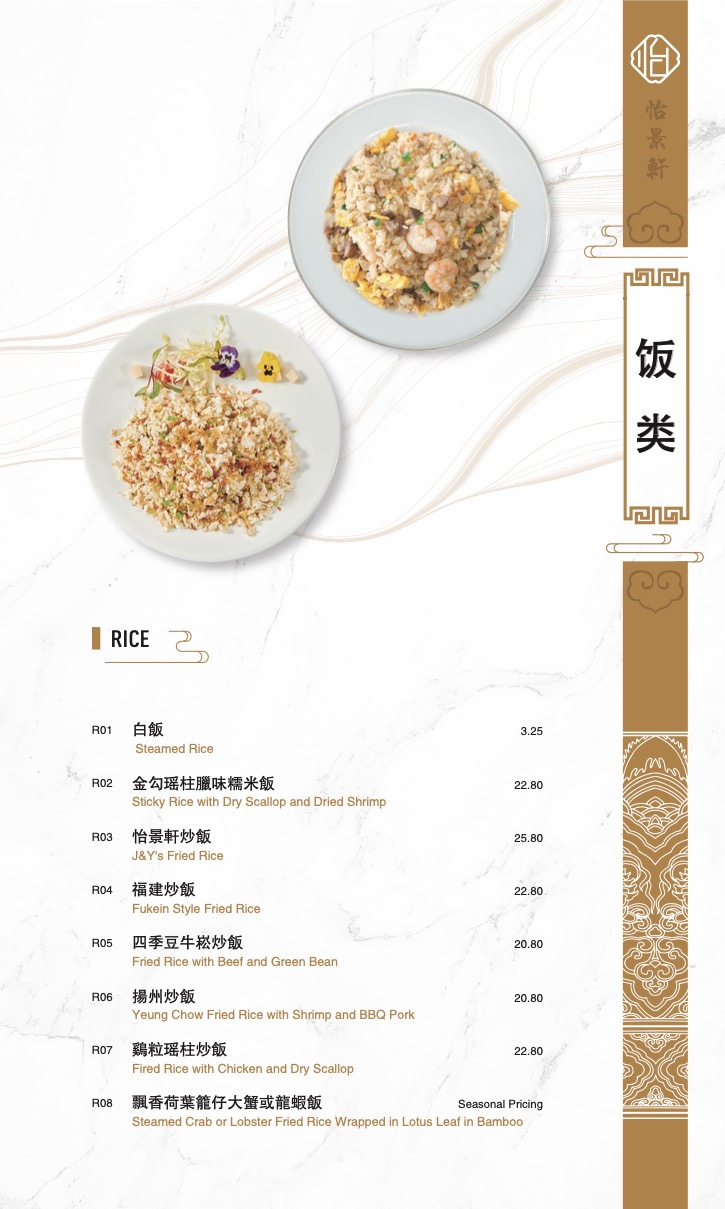 怡景軒
饭类
RICE
R01 白飯 3.25
Steamed Rice
R02 金勾瑶柱臘味糯米飯 22.80
Sticky Rice with Dry Scallop and Dried Shrimp
R03 怡景軒炒飯 25.80
J&Y's Fried Rice
R04 福建炒飯 22.80
Fukein Style Fried Rice
R05 四季豆牛崧炒飯 20.80
Fried Rice with Beef and Green Bean
R06 揚州炒飯 20.80
Yeung Chow Fried Rice with Shrimp and BBQ Pork
R07 鷄粒瑶柱炒飯 22.80
Fired Rice with Chicken and Dry Scallop
R08 飄香荷葉籠仔大蟹或龍蝦飯 Seasonal Pricing
Steamed Crab or Lobster Fried Rice Wrapped in Lotus Leaf in Bamboo